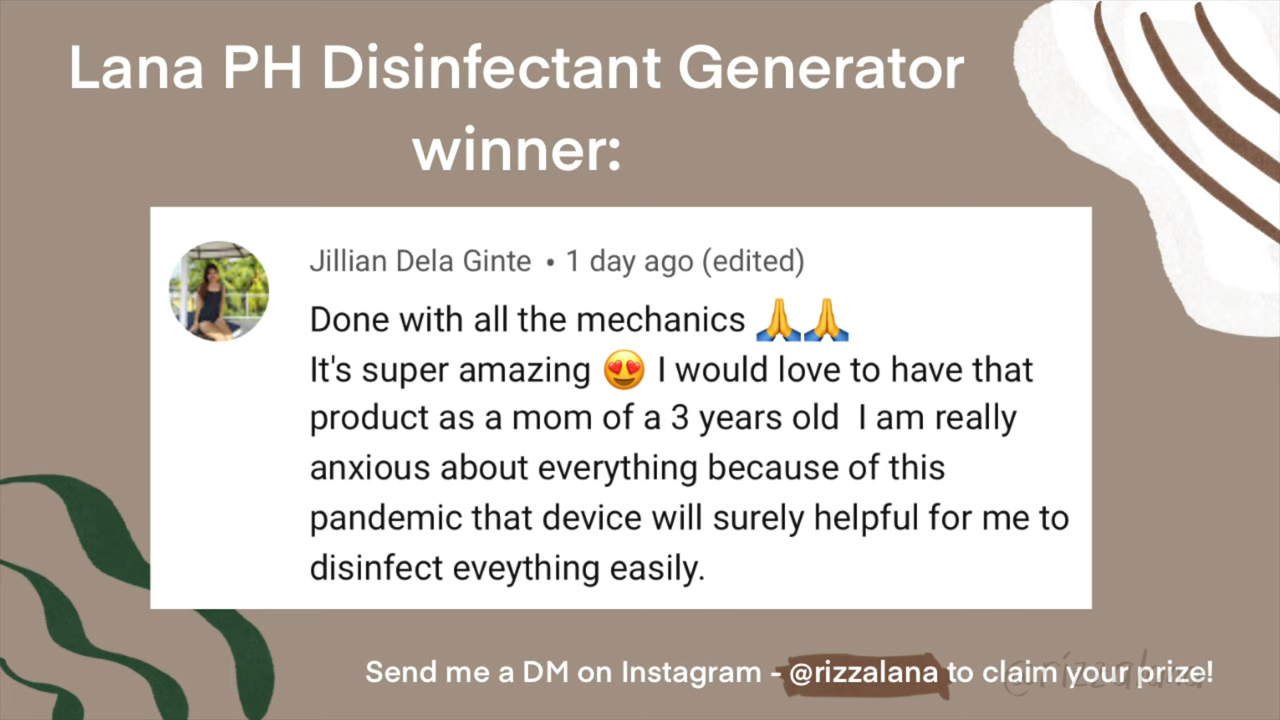 Lana PH Disinfectant Generator
winner:
Jillian Dela Ginte • 1 day ago (edited)
Done with all the mechanics 🙏🙏
It's super amazing 😍 I would love to have that
product as a mom of a 3 years old I am really
anxious about everything because of this
pandemic that device will surely helpful for me to
disinfect eveything easily.
Send me a DM on Instagram - @rizzalana to claim your prize!
@rizzalana